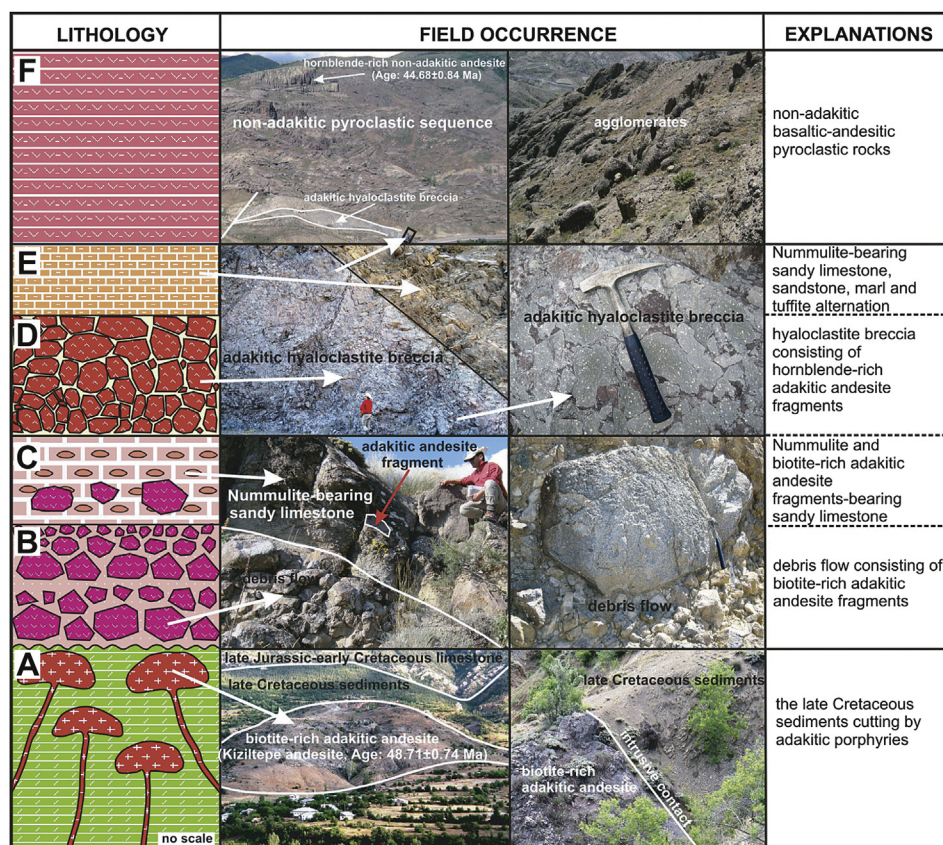 LITHOLOGY
FIELD OCCURRENCE
EXPLANATIONS
F
hornblende-rich non-adakitic andesite
(Age: 44.68±0.84 Ma)
non-adakitic pyroclastic sequence
adakitic hyaloclastite breccia
agglomerates
non-adakitic
basaltic-andesitic
pyroclastic rocks
E
Nummulite-bearing
sandy limestone,
sandstone, marl and
tuffite alternation
D
adakitic hyaloclastite breccia
adakitic hyaloclastite breccia
hyaloclastite breccia
consisting of
hornblende-rich
adakitic andesite
fragments
C
adakitic andesite
fragment
Nummulite-bearing
sandy limestone
Nummulite and
biotite-rich adakitic
andesite
fragments-bearing
sandy limestone
B
debris flow
debris flow
debris flow consisting of
biotite-rich adakitic
andesite fragments
A
no scale
late Jurassic-early Cretaceous limestone
late Cretaceous sediments
biotite-rich adakitic andesite
(Kiziltepe andesite, Age: 48.71±0.74 Ma)
late Cretaceous sediments
intrusive contact
biotite-rich
adakitic andesite
the late Cretaceous
sediments cutting by
adakitic porphyries